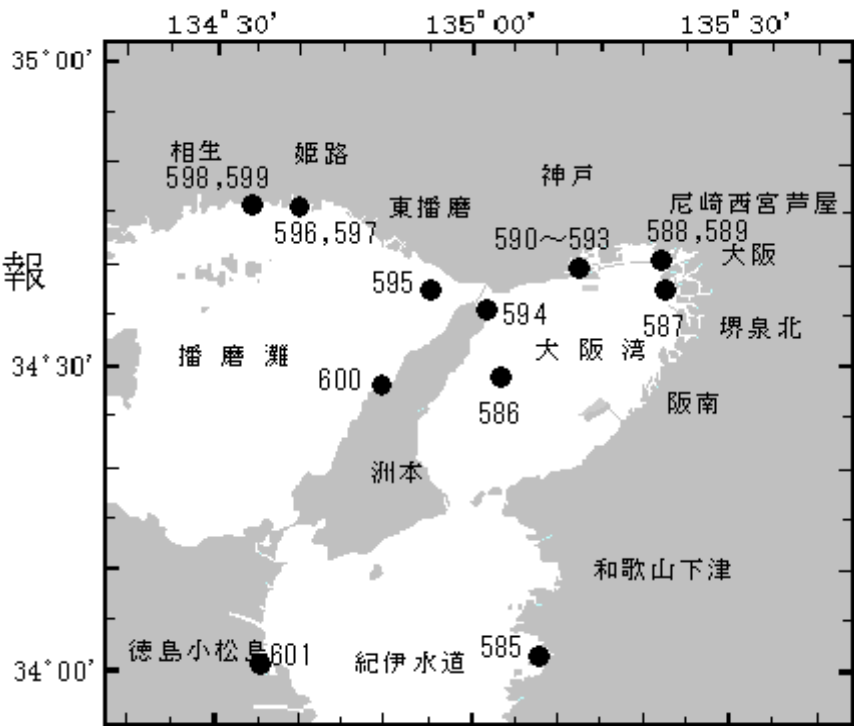 134°30′
135°00′
135°30′
35°00′
相生
姫路
598,599
神戸
東播磨
尼崎西宮芦屋
596,597
590～593
588,589
大阪
報
595
594
587
堺泉北
34°30′
播磨灘
大阪湾
600
586
阪南
洲本
和歌山下津
徳島小松島
601
紀伊水道
585
34°00′